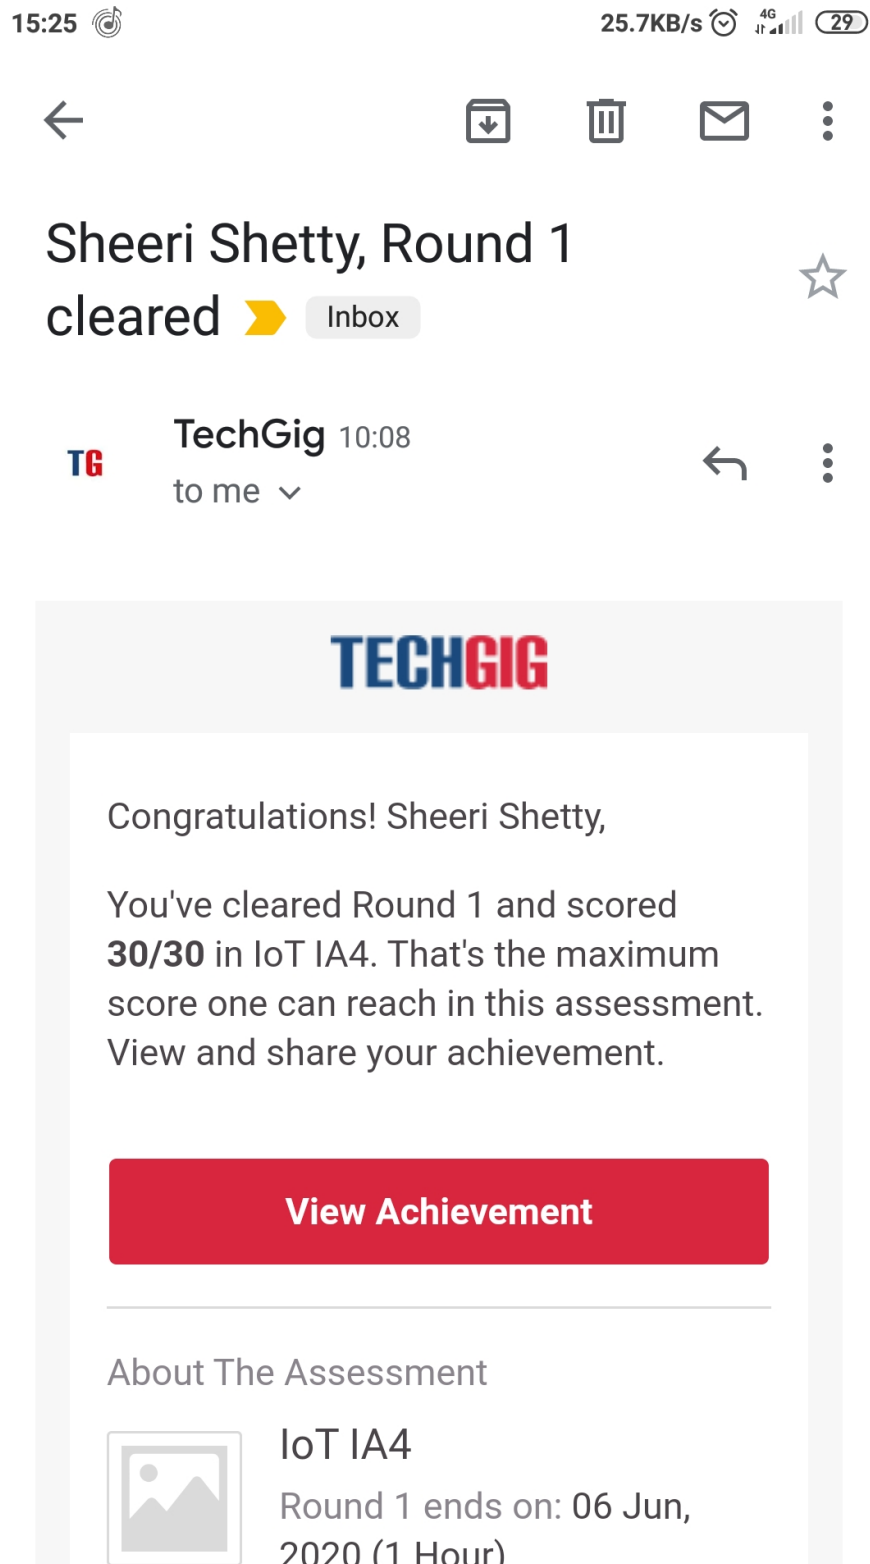 15:25 25.7KB/s 4G 29
Sheeri Shetty, Round 1
cleared Inbox
TechGig 10:08
TG
to me
TECHGIG
Congratulations! Sheeri Shetty,
You've cleared Round 1 and scored
30/30 in IoT IA4. That's the maximum
score one can reach in this assessment.
View and share your achievement.
View Achievement
About The Assessment
IoT IA4
Round 1 ends on: 06 Jun,
2020 (1 Hour)